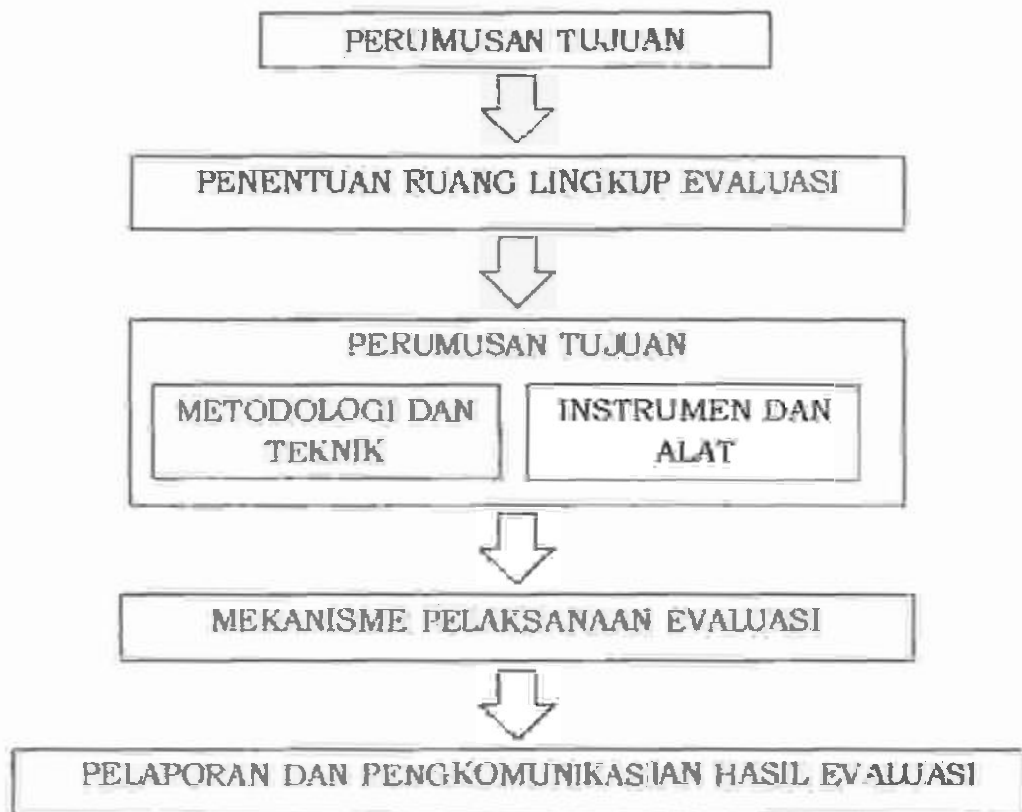 PERUMUSAN TUJUAN
PENENTUAN RUANG LINGKUP EVALUASI
PERUMUSAN TUJUAN
METODOLOGI DAN
TEKNIK
INSTRUMEN DAN
ALAT
MEKANISME PELAKSANAAN EVALUASI
PELAPORAN DAN PENGKOMUNIKASIAN HASIL EVALUASI